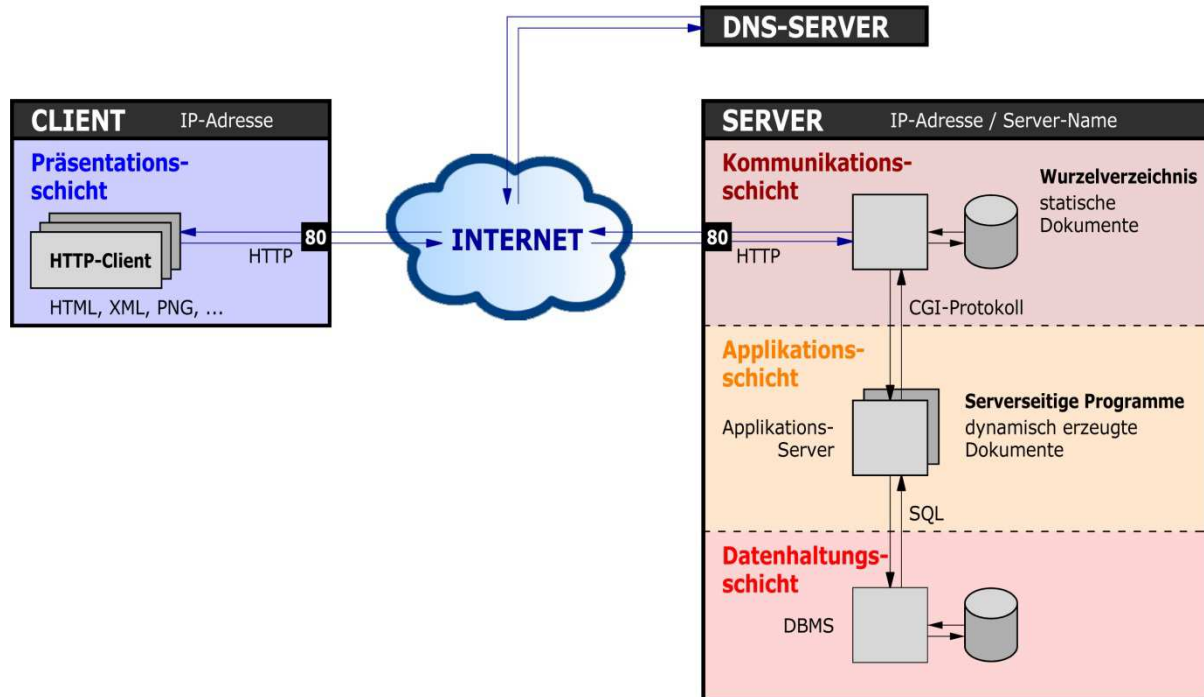 DNS-SERVER
CLIENT IP-Adresse
Präsentations-
schicht
HTTP-Client
HTML, XML, PNG, ...
80
HTTP
INTERNET
SERVER IP-Adresse / Server-Name
Kommunikations-
schicht
80
HTTP
Wurzelverzeichnis
statische
Dokumente
CGI-Protokoll
Applikations-
schicht
Applikations-
Server
Serverseitige Programme
dynamisch erzeugte
Dokumente
SQL
Datenhaltungs-
schicht
DBMS